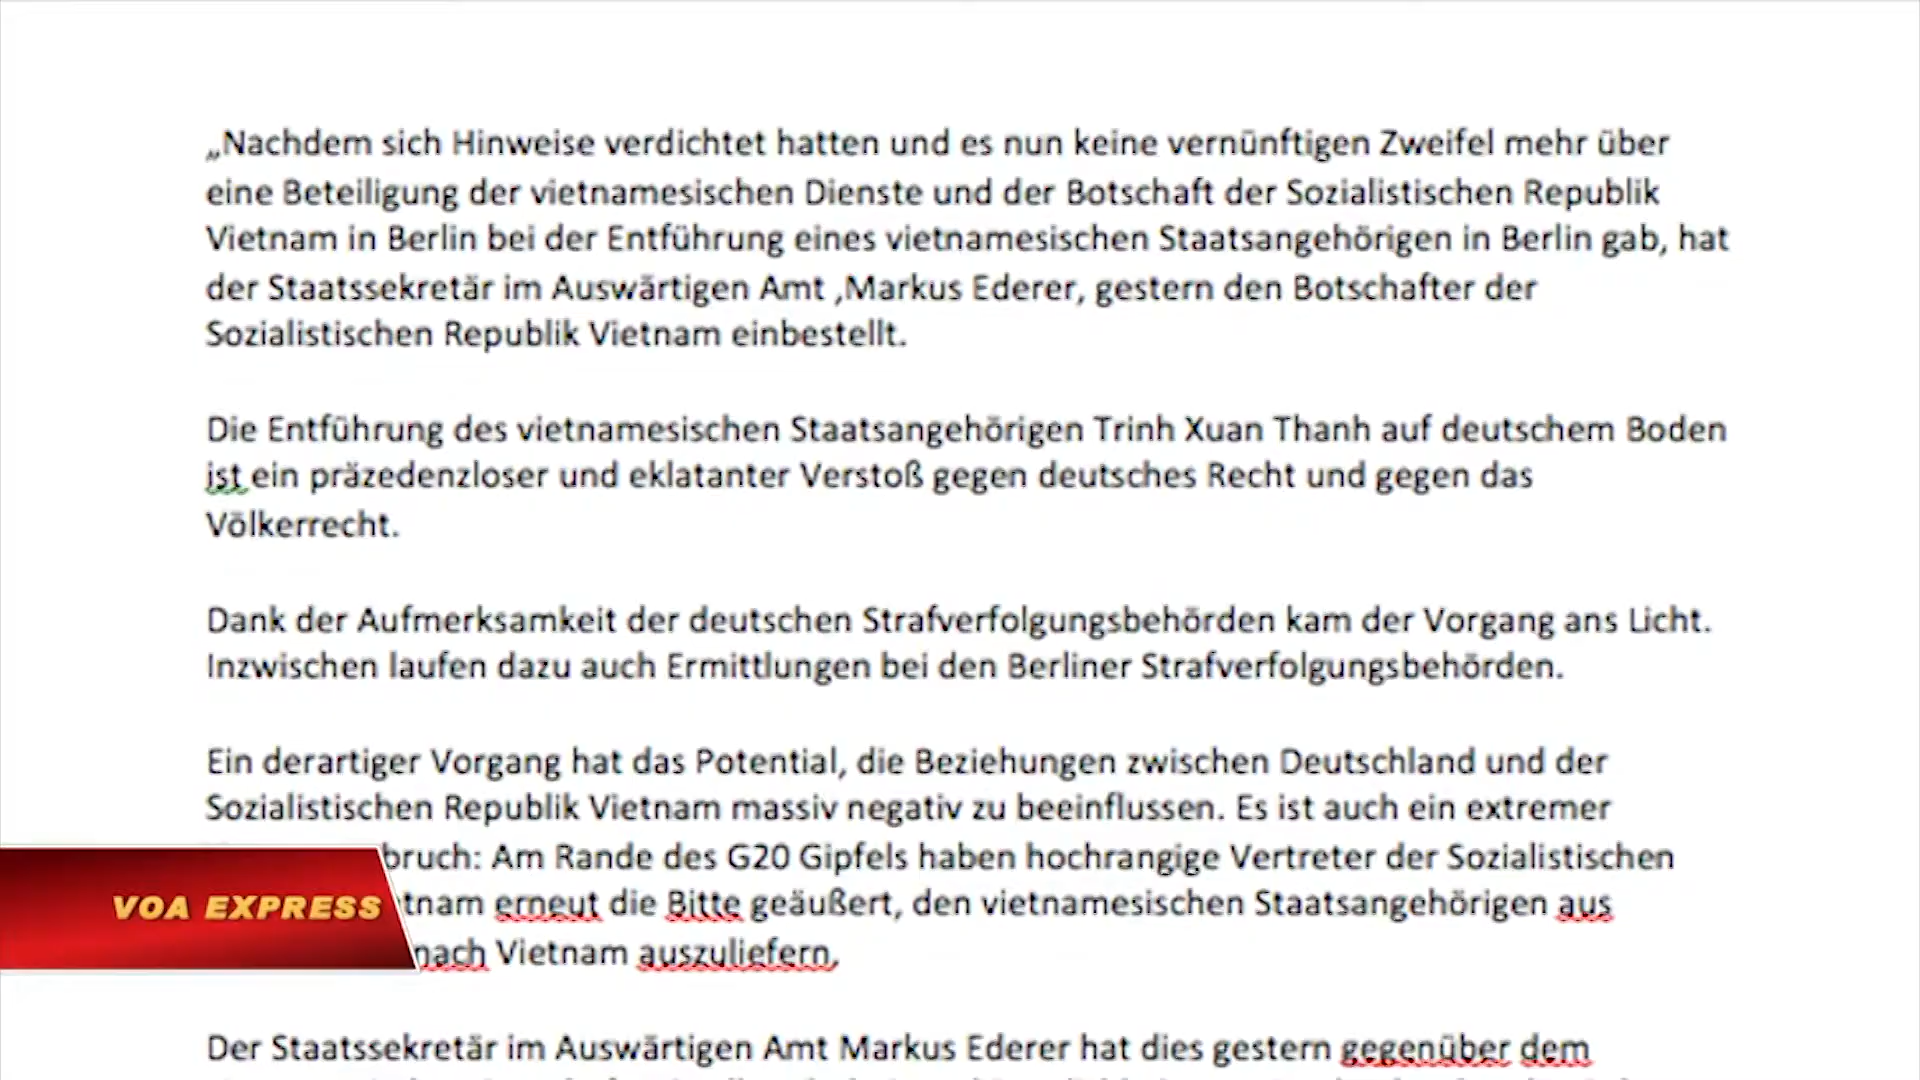 „Nachdem sich Hinweise verdichtet hatten und es nun keine vernünftigen Zweifel mehr über
eine Beteiligung der vietnamesischen Dienste und der Botschaft der Sozialistischen Republik
Vietnam in Berlin bei der Entführung eines vietnamesischen Staatsangehörigen in Berlin gab, hat
der Staatssekretär im Auswärtigen Amt ,Markus Ederer, gestern den Botschafter der
Sozialistischen Republik Vietnam einbestellt.
Die Entführung des vietnamesischen Staatsangehörigen Trinh Xuan Thanh auf deutschem Boden
ist ein präzedenzloser und eklatanter Verstoß gegen deutsches Recht und gegen das
Völkerrecht.
Dank der Aufmerksamkeit der deutschen Strafverfolgungsbehörden kam der Vorgang ans Licht.
Inzwischen laufen dazu auch Ermittlungen bei den Berliner Strafverfolgungsbehörden.
Ein derartiger Vorgang hat das Potential, die Beziehungen zwischen Deutschland und der
Sozialistischen Republik Vietnam massiv negativ zu beeinflussen. Es ist auch ein extremer
bruch: Am Rande des G20 Gipfels haben hochrangige Vertreter der Sozialistischen
tnam erneut die Bitte geäußert, den vietnamesischen Staatsangehörigen aus
nach Vietnam auszuliefern.
VOA EXPRESS
Der Staatssekretär im Auswärtigen Amt Markus Ederer hat dies gestern gegenüber dem